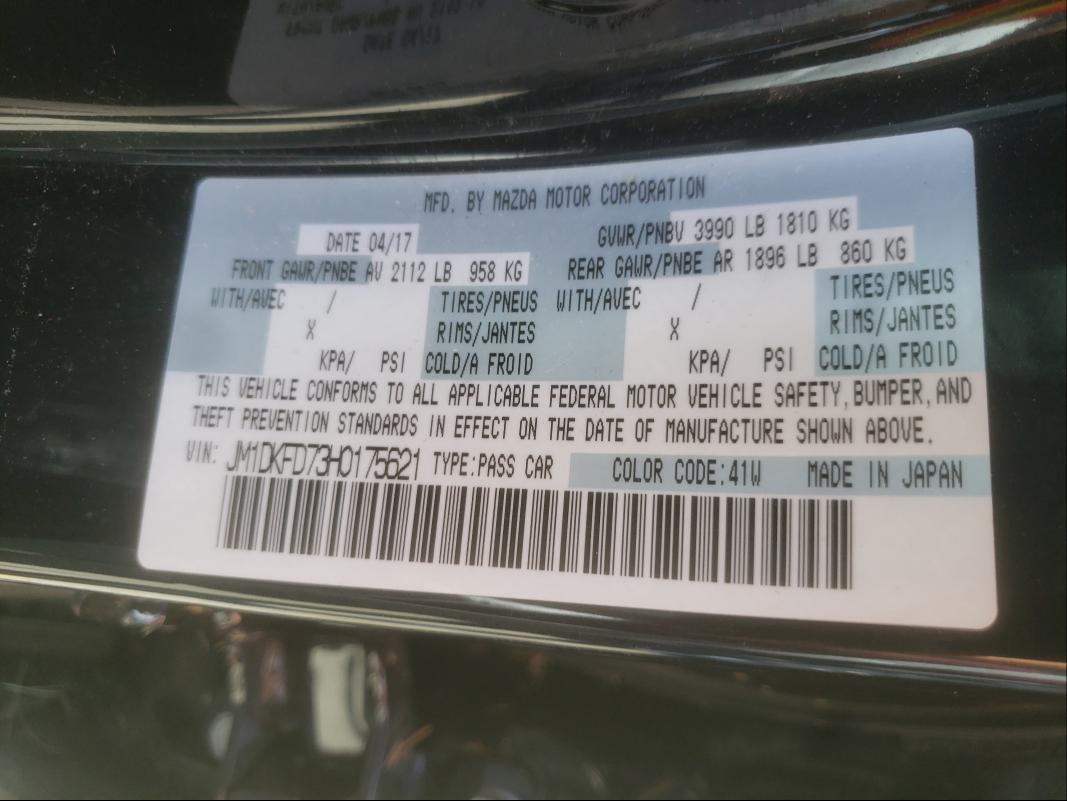 MFD. BY MAZDA MOTOR CORPORATION
DATE 04/17 GVWR/PNBV 3990 LB 1810 KG
FRONT GAWR/PNBE AV 2112 LB 958 KG REAR GAWR/PNBE AR 1896 LB 860 KG
WITH/AVEC / TIRES/PNEUS WITH/AVEC / TIRES/PNEUS
X RIMS/JANTES X RIMS/JANTES
KPA/ PSI COLD/A FROID KPA/ PSI COLD/A FROID
THIS VEHICLE CONFORMS TO ALL APPLICABLE FEDERAL MOTOR VEHICLE SAFETY, BUMPER, AND
THEFT PREVENTION STANDARDS IN EFFECT ON THE DATE OF MANUFACTURE SHOWN ABOVE.
VIN: JM1DKFD73H0175621 TYPE:PASS CAR COLOR CODE:41W MADE IN JAPAN